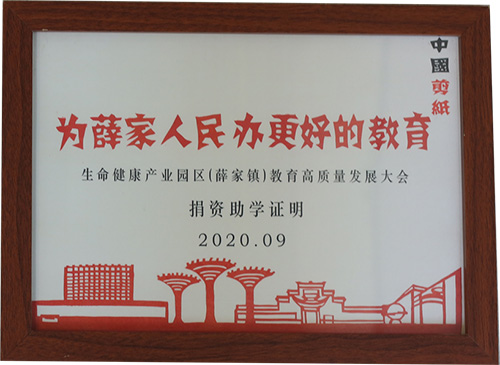 中國剪紙
为薛家人民办更好的教育
生命健康产业园区(薛家镇)教育高质量发展大会
捐资助学证明
2020.09